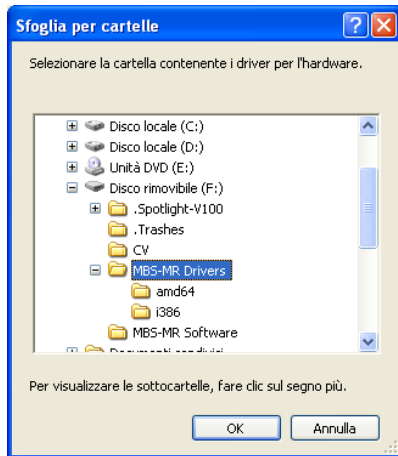 Sfoglia per cartelle
Selezionare la cartella contenente i driver per l'hardware.
Disco locale (C:)
Disco locale (D:)
Unità DVD (E:)
Disco rimovibile (F:)
.Spotlight-V100
.Trashes
CV
MBS-MR Drivers
amd64
i386
MBS-MR Software
Documenti condivisi
Per visualizzare le sottocartelle, fare clic sul segno più.
OK
Annulla